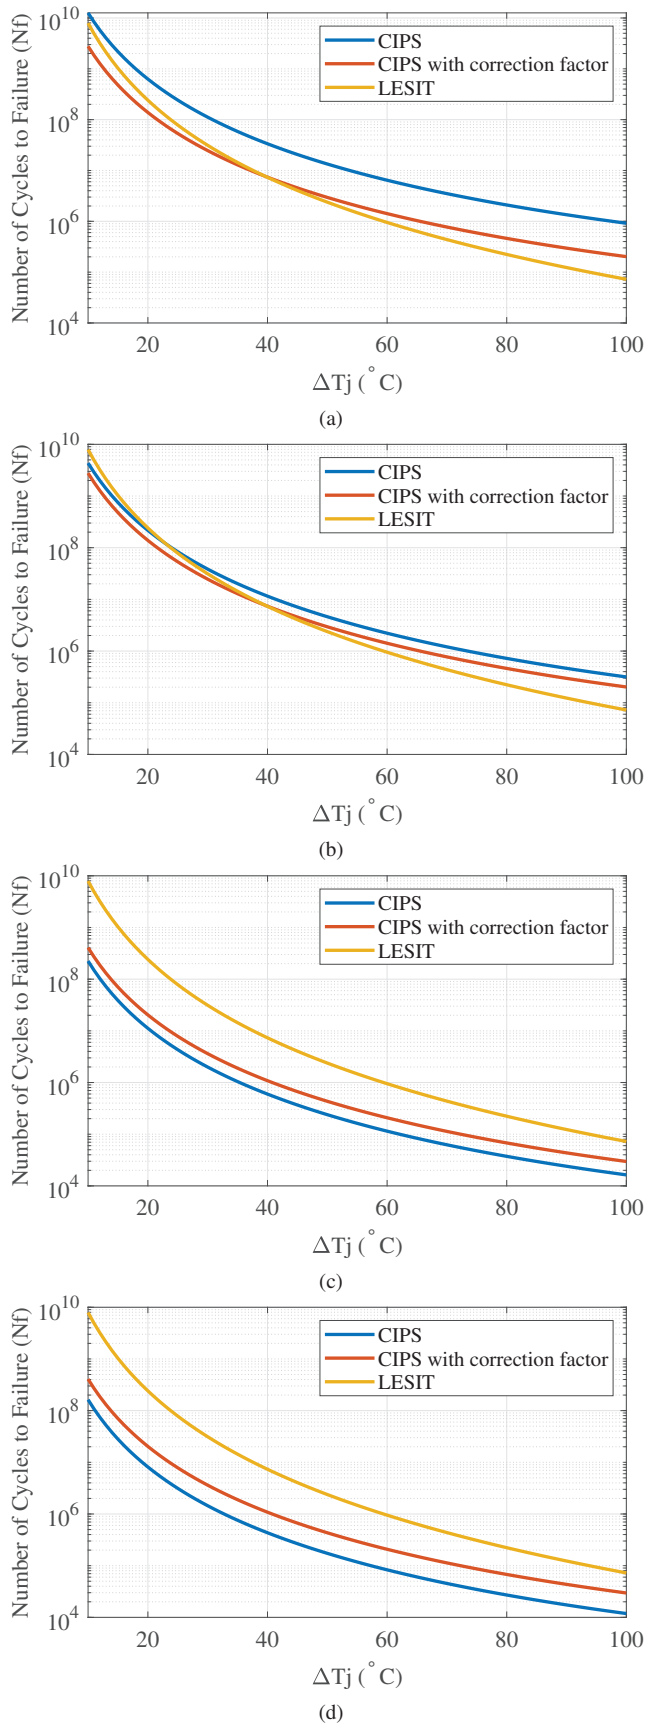 10^10
10^8
10^6
10^4
Number of Cycles to Failure (Nf)
CIPS
CIPS with correction factor
LESIT
20 40 60 80 100
ΔTj (°C)
(a)
10^10
10^8
10^6
10^4
Number of Cycles to Failure (Nf)
CIPS
CIPS with correction factor
LESIT
20 40 60 80 100
ΔTj (°C)
(b)
10^10
10^8
10^6
10^4
Number of Cycles to Failure (Nf)
CIPS
CIPS with correction factor
LESIT
20 40 60 80 100
ΔTj (°C)
(c)
10^10
10^8
10^6
10^4
Number of Cycles to Failure (Nf)
CIPS
CIPS with correction factor
LESIT
20 40 60 80 100
ΔTj (°C)
(d)